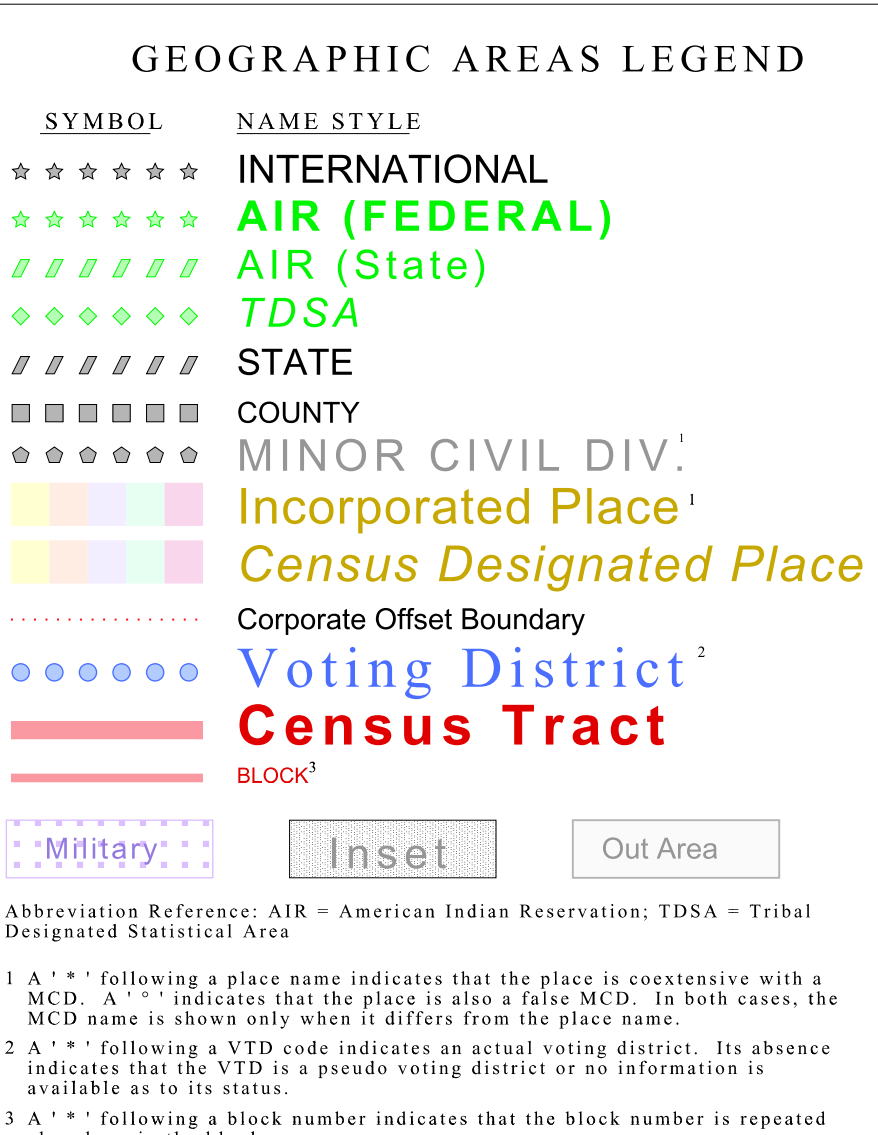 GEOGRAPHIC AREAS LEGEND
SYMBOL NAME STYLE
INTERNATIONAL
AIR (FEDERAL)
AIR (State)
TDSA
STATE
COUNTY
MINOR CIVIL DIV.1
Incorporated Place 1
Census Designated Place
Corporate Offset Boundary
Voting District 2
Census Tract
BLOCK3
Military Inset Out Area
Abbreviation Reference: AIR = American Indian Reservation; TDSA = Tribal
Designated Statistical Area
1 A ' * ' following a place name indicates that the place is coextensive with a
MCD. A ' ° ' indicates that the place is also a false MCD. In both cases, the
MCD name is shown only when it differs from the place name.
2 A ' * ' following a VTD code indicates an actual voting district. Its absence
indicates that the VTD is a pseudo voting district or no information is
available as to its status.
3 A ' * ' following a block number indicates that the block number is repeated